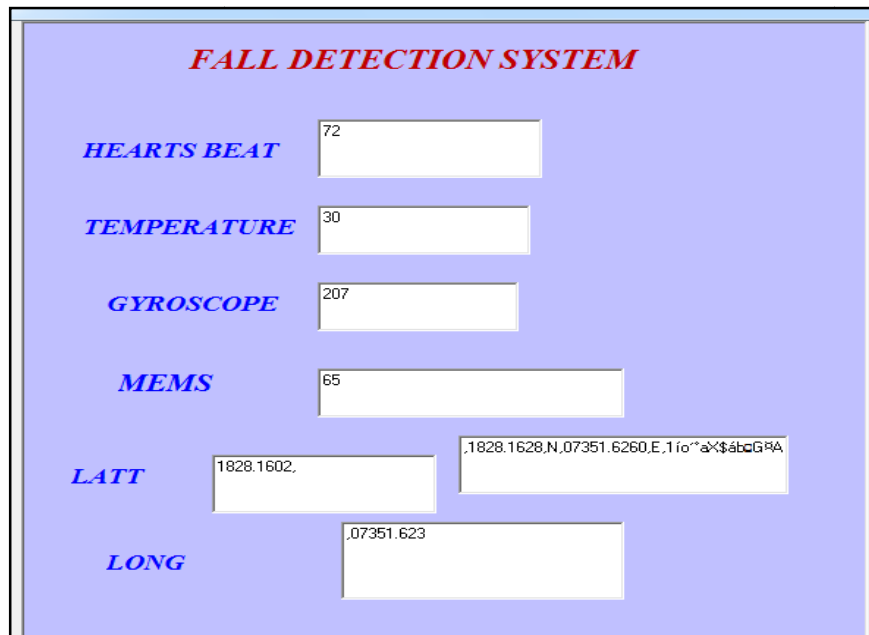 FALL DETECTION SYSTEM
HEARTS BEAT
72
TEMPERATURE
30
GYROSCOPE
207
MEMS
65
LATT
1828.1602,
,1828.1628,N,07351.6260,E,1
LONG
,07351.623